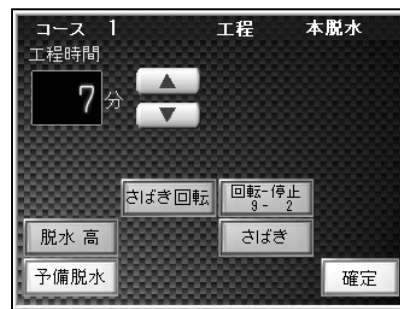 コース 1 工程 本脱水
工程時間
7 分
▲
▼
さばき回転 回転-停止
9- 2
脱水 高 さばき
予備脱水 確定